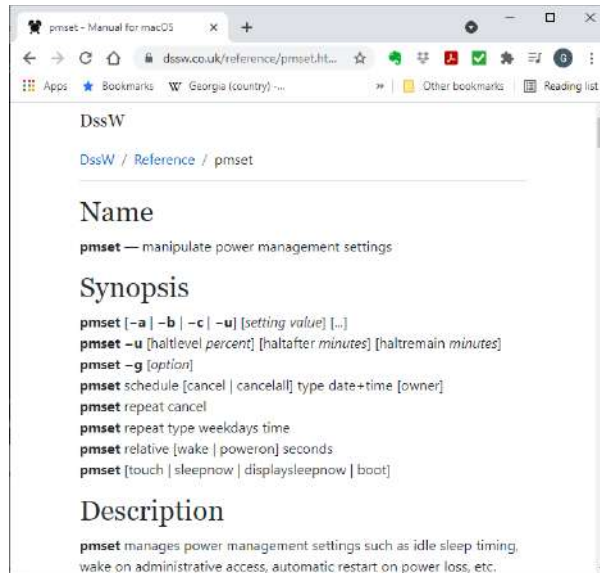 pmset - Manual for macOS
dssw.co.uk/reference/pmset.ht...
Apps Bookmarks W Georgia (country) -... » Other bookmarks Reading list
DssW
DssW / Reference / pmset
Name
pmset — manipulate power management settings
Synopsis
pmset [–a | –b | –c | –u] [setting value] [...]
pmset –u [haltlevel percent] [haltafter minutes] [haltremain minutes]
pmset –g [option]
pmset schedule [cancel | cancelall] type date+time [owner]
pmset repeat cancel
pmset repeat type weekdays time
pmset relative [wake | poweron] seconds
pmset [touch | sleepnow | displaysleepnow | boot]
Description
pmset manages power management settings such as idle sleep timing,
wake on administrative access, automatic restart on power loss, etc.